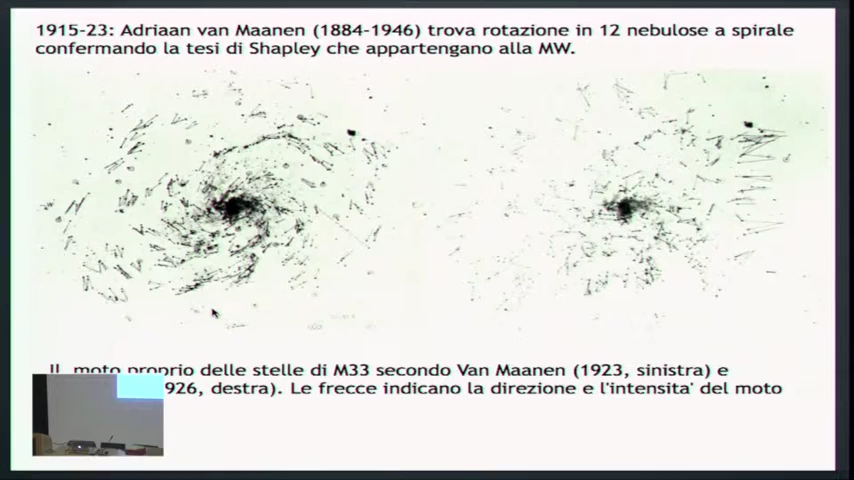 1915-23: Adriaan van Maanen (1884-1946) trova rotazione in 12 nebulose a spirale
confermando la tesi di Shapley che appartengano alla MW.
Il moto proprio delle stelle di M33 secondo Van Maanen (1923, sinistra) e
926, destra). Le frecce indicano la direzione e l'intensita' del moto